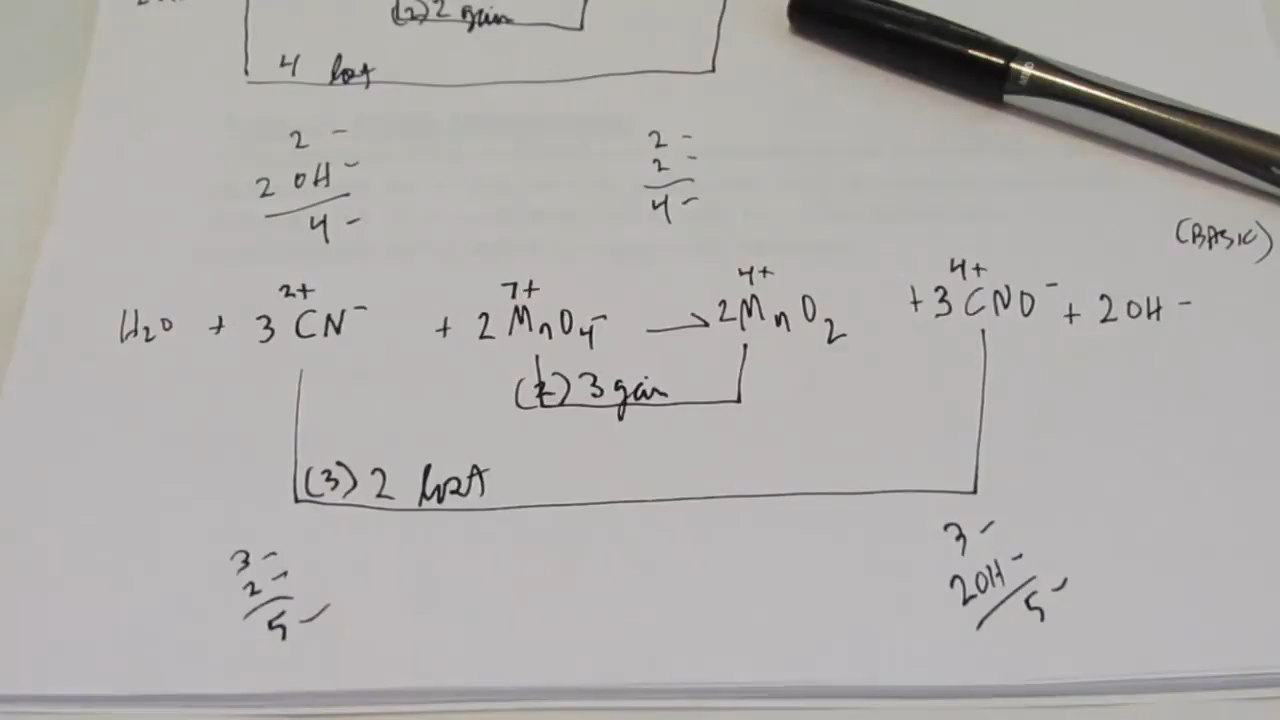 (2) 2 gain
4 lost
2 -
2 OH -
4 -
2 -
2 -
4 -
(BASIC)
2+ 7+ 4+ 4+
H2O + 3 CN⁻ + 2 MnO4⁻ → 2 MnO2 + 3 CNO⁻ + 2 OH⁻
(2) 3 gain
(3) 2 lost
3 -
2 -
5 -
3 -
2 OH -
5 -